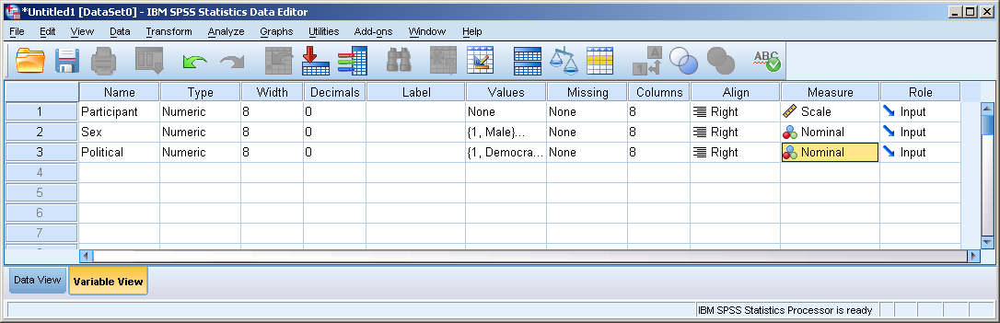 *Untitled1 [DataSet0] - IBM SPSS Statistics Data Editor
File Edit View Data Transform Analyze Graphs Utilities Add-ons Window Help
A 1 ABC
Name Type Width Decimals Label Values Missing Columns Align Measure Role
1 Participant Numeric 8 0 None None 8 Right Scale Input
2 Sex Numeric 8 0 {1, Male}... None 8 Right Nominal Input
3 Political Numeric 8 0 {1, Democra... None 8 Right Nominal Input
4
5
6
7
Data View Variable View
IBM SPSS Statistics Processor is ready